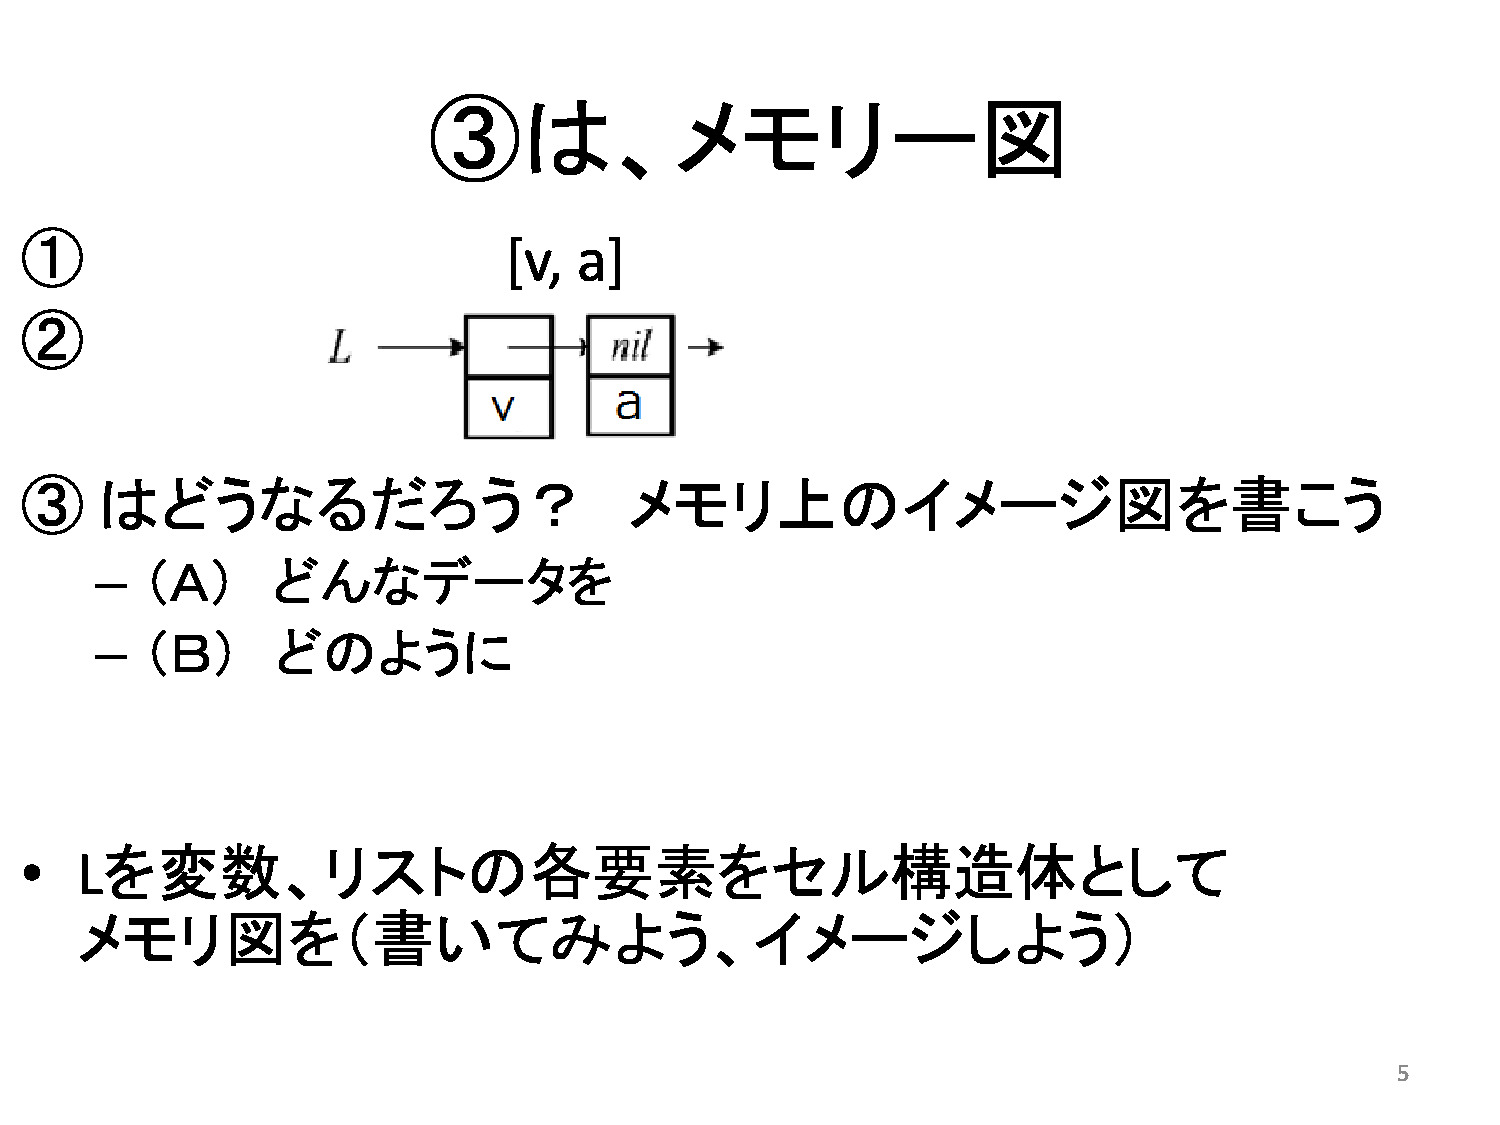 ③は、メモリー図
① [v, a]
② L nil
v a
③ はどうなるだろう？　メモリ上のイメージ図を書こう
– （A）　どんなデータを
– （B）　どのように
• Lを変数、リストの各要素をセル構造体として
メモリ図を（書いてみよう、イメージしよう）
5